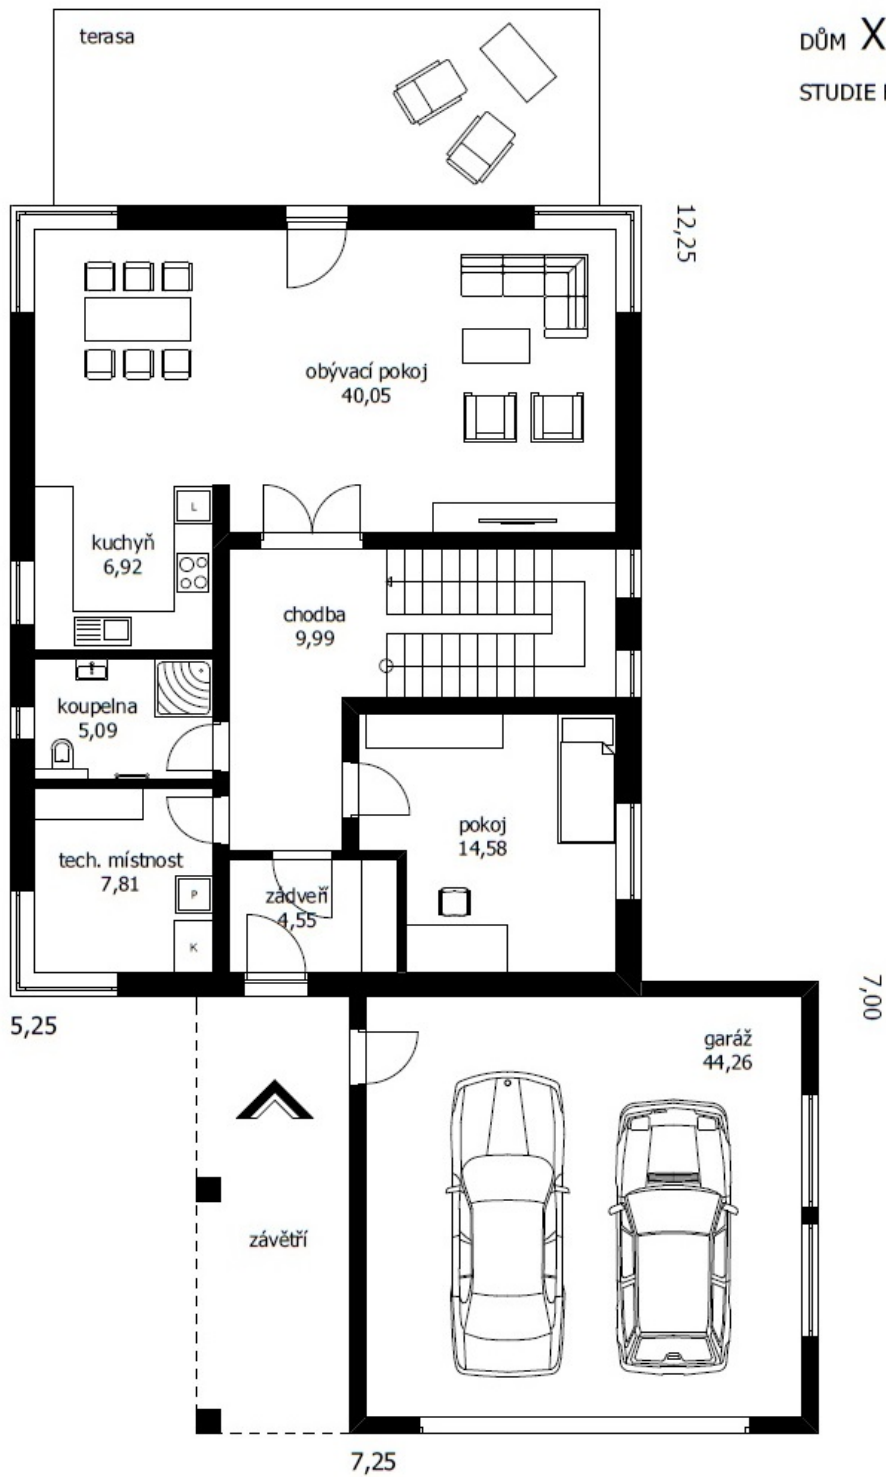 terasa
DŮM X
STUDIE
12,25
obývací pokoj
40,05
L
kuchyň
6,92
chodba
9,99
koupelna
5,09
pokoj
14,58
tech. místnost
7,81
P
zádveří
4,55
K
5,25
7,00
garáž
44,26
závětří
7,25